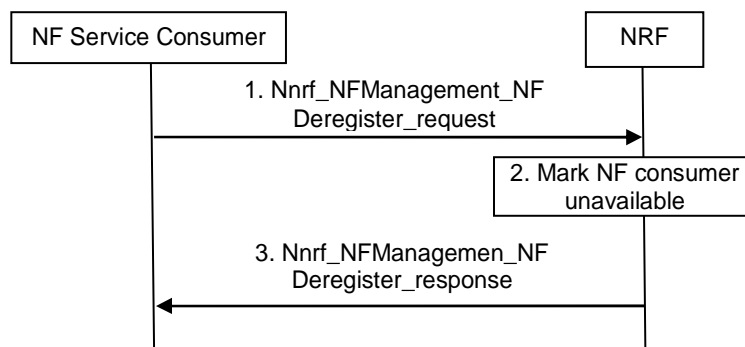 NF Service Consumer
NRF
1. Nnrf_NFManagement_NF
Deregister_request
2. Mark NF consumer
unavailable
3. Nnrf_NFManagemen_NF
Deregister_response